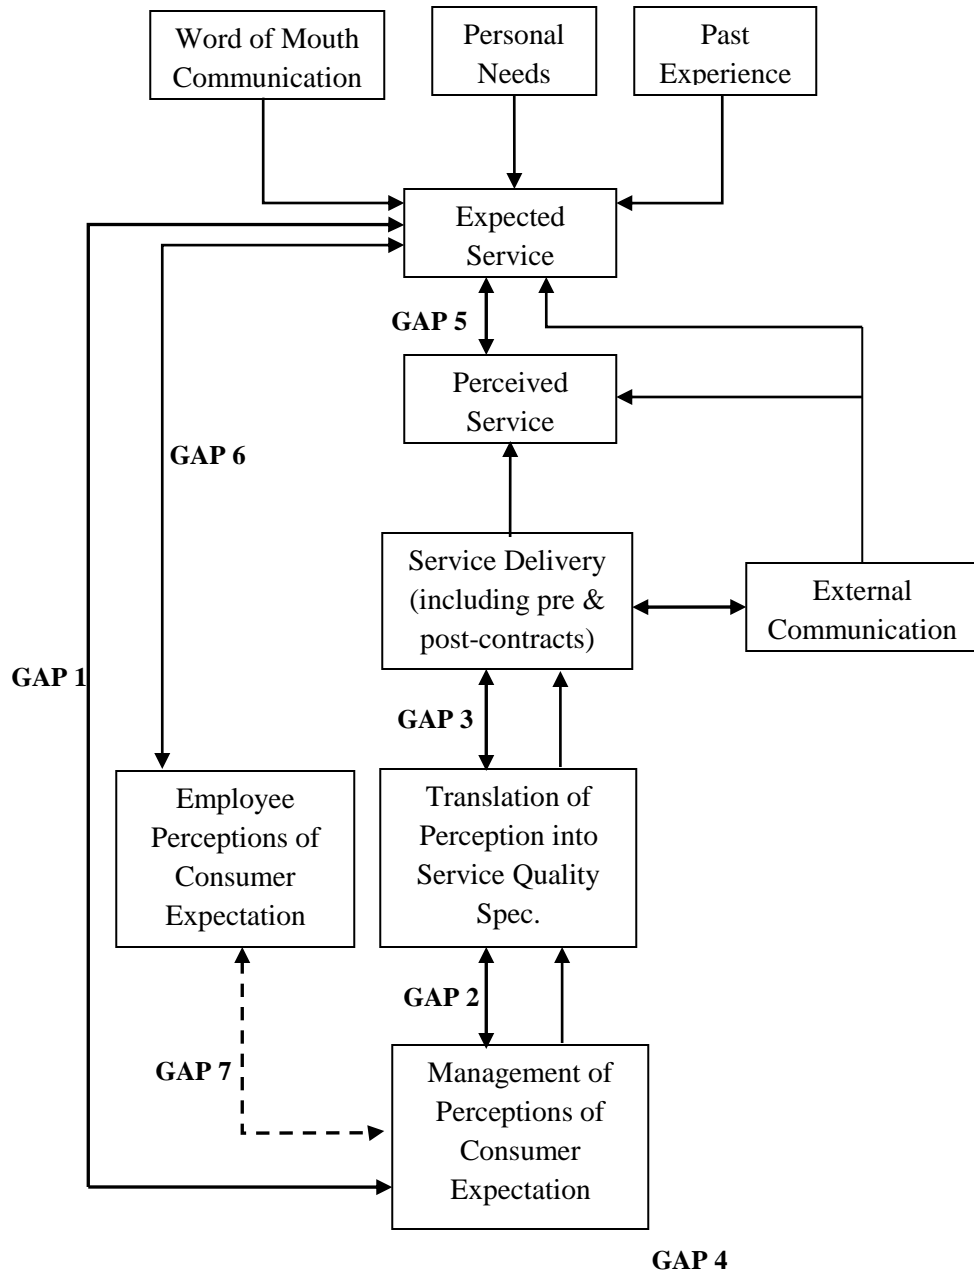 Word of Mouth
Communication
Personal
Needs
Past
Experience
Expected
Service
GAP 5
Perceived
Service
GAP 6
Service Delivery
(including pre &
post-contracts)
External
Communication
GAP 1
GAP 3
Employee
Perceptions of
Consumer
Expectation
Translation of
Perception into
Service Quality
Spec.
GAP 2
GAP 7
Management of
Perceptions of
Consumer
Expectation
GAP 4